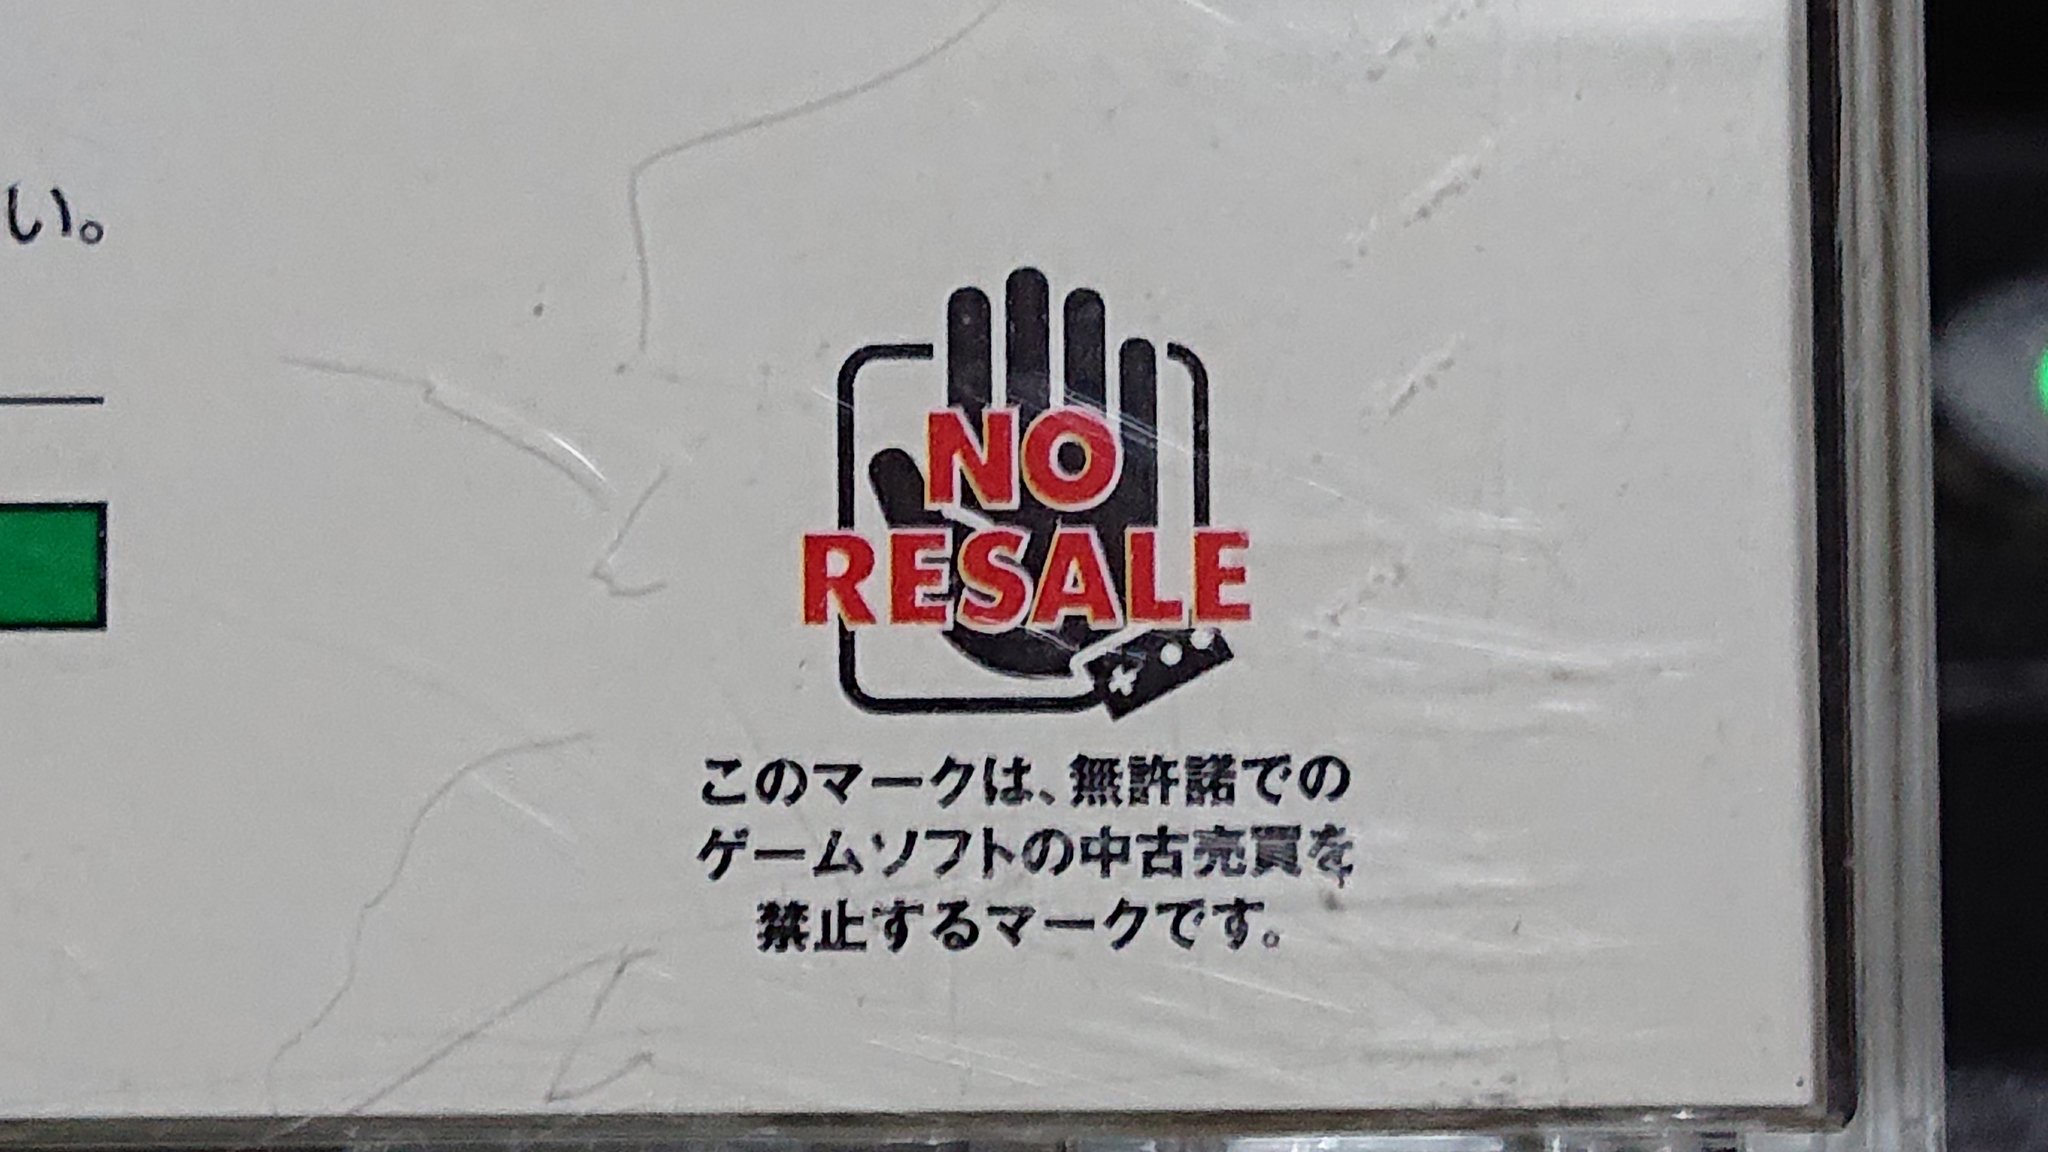 い。
NO
RESALE
このマークは、無許諾での
ゲームソフトの中古売買を
禁止するマークです。